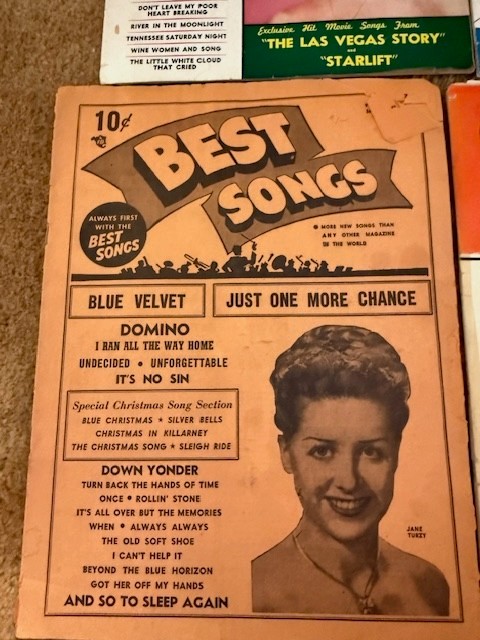 DON'T LEAVE MY POOR
HEART BREAKING
RIVER IN THE MOONLIGHT
TENNESSEE SATURDAY NIGHT
WINE WOMEN AND SONG
THE LITTLE WHITE CLOUD
THAT CRIED
Exclusive Hit Movie Songs From
"THE LAS VEGAS STORY"
and
"STARLIFT"
10¢
BEST
SONGS
ALWAYS FIRST
WITH THE
BEST
SONGS
• MORE NEW SONGS THAN
ANY OTHER MAGAZINE
IN THE WORLD
BLUE VELVET
JUST ONE MORE CHANCE
DOMINO
I RAN ALL THE WAY HOME
UNDECIDED • UNFORGETTABLE
IT'S NO SIN
Special Christmas Song Section
BLUE CHRISTMAS ★ SILVER BELLS
CHRISTMAS IN KILLARNEY
THE CHRISTMAS SONG ★ SLEIGH RIDE
DOWN YONDER
TURN BACK THE HANDS OF TIME
ONCE • ROLLIN' STONE
IT'S ALL OVER BUT THE MEMORIES
WHEN • ALWAYS ALWAYS
THE OLD SOFT SHOE
I CAN'T HELP IT
BEYOND THE BLUE HORIZON
GOT HER OFF MY HANDS
AND SO TO SLEEP AGAIN
JANE
TURZY